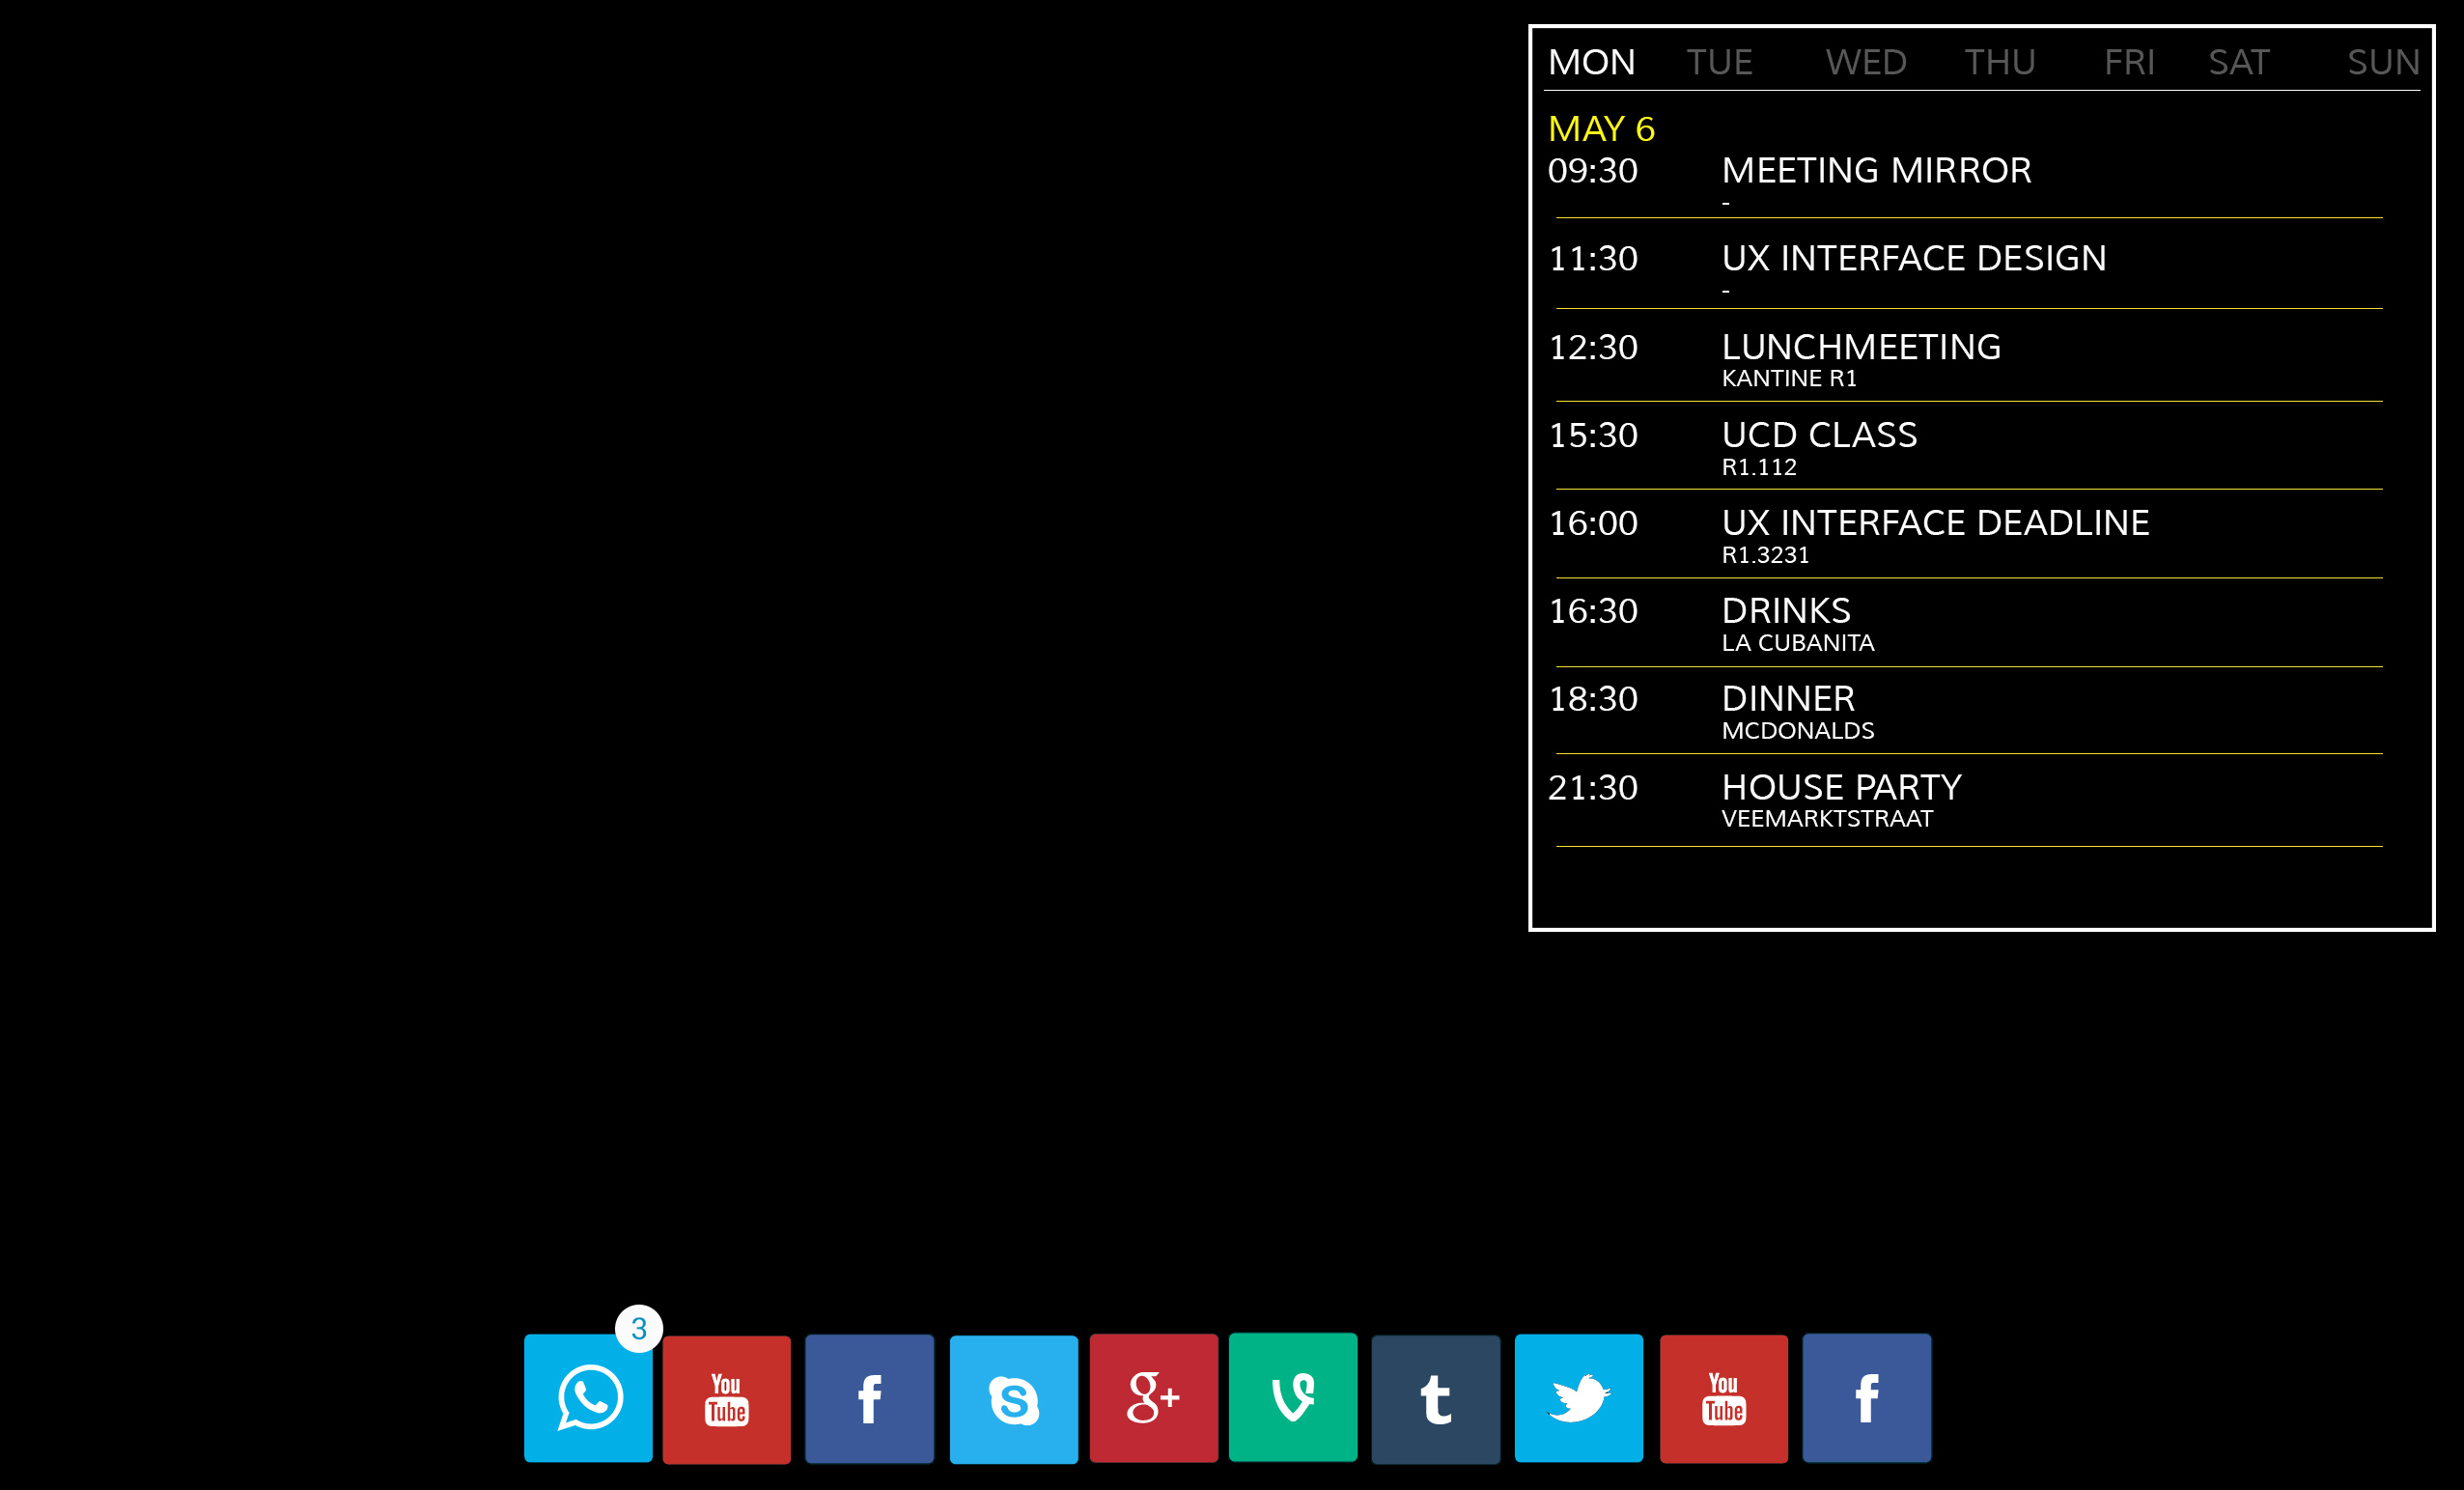 MON TUE WED THU FRI SAT SUN
MAY 6
09:30 MEETING MIRROR
-
11:30 UX INTERFACE DESIGN
-
12:30 LUNCHMEETING
KANTINE R1
15:30 UCD CLASS
R1.112
16:00 UX INTERFACE DEADLINE
R1.3231
16:30 DRINKS
LA CUBANITA
18:30 DINNER
MCDONALDS
21:30 HOUSE PARTY
VEEMARKTSTRAAT
3
You Tube f S g+ t You Tube f